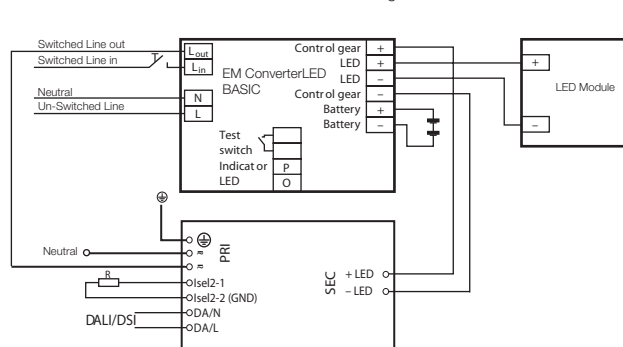 Switched Line out
Switched Line in
Neutral
Un-Switched Line
Lout
Lin
N
L
EM ConverterLED
BASIC
Control gear +
LED +
LED –
Control gear –
Battery +
Battery –
Test
switch
Indicator P
LED O
+
–
LED Module
Neutral
R
PRI
≂
=
Isel2-1
Isel2-2 (GND)
DALI/DSI
DA/N
DA/L
SEC
+ LED
– LED